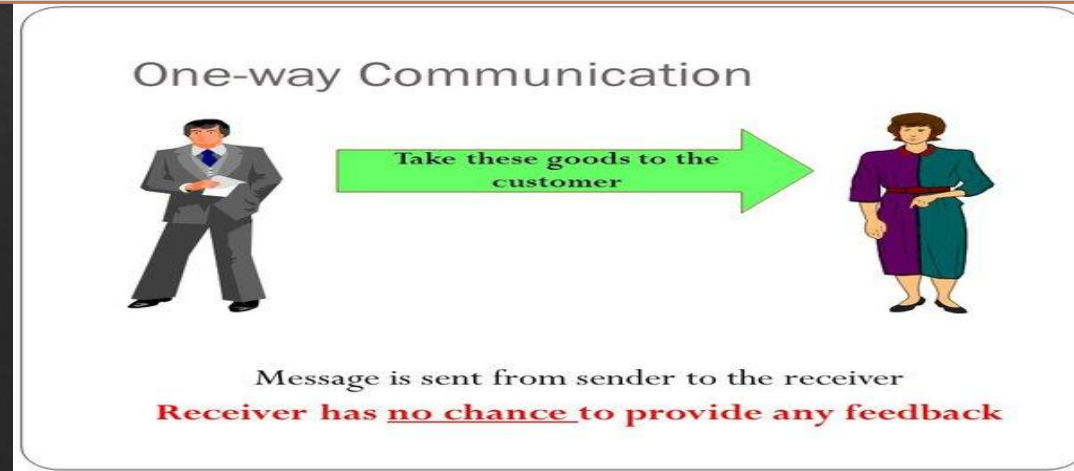 One-way Communication
Take these goods to the
customer
Message is sent from sender to the receiver
Receiver has no chance to provide any feedback